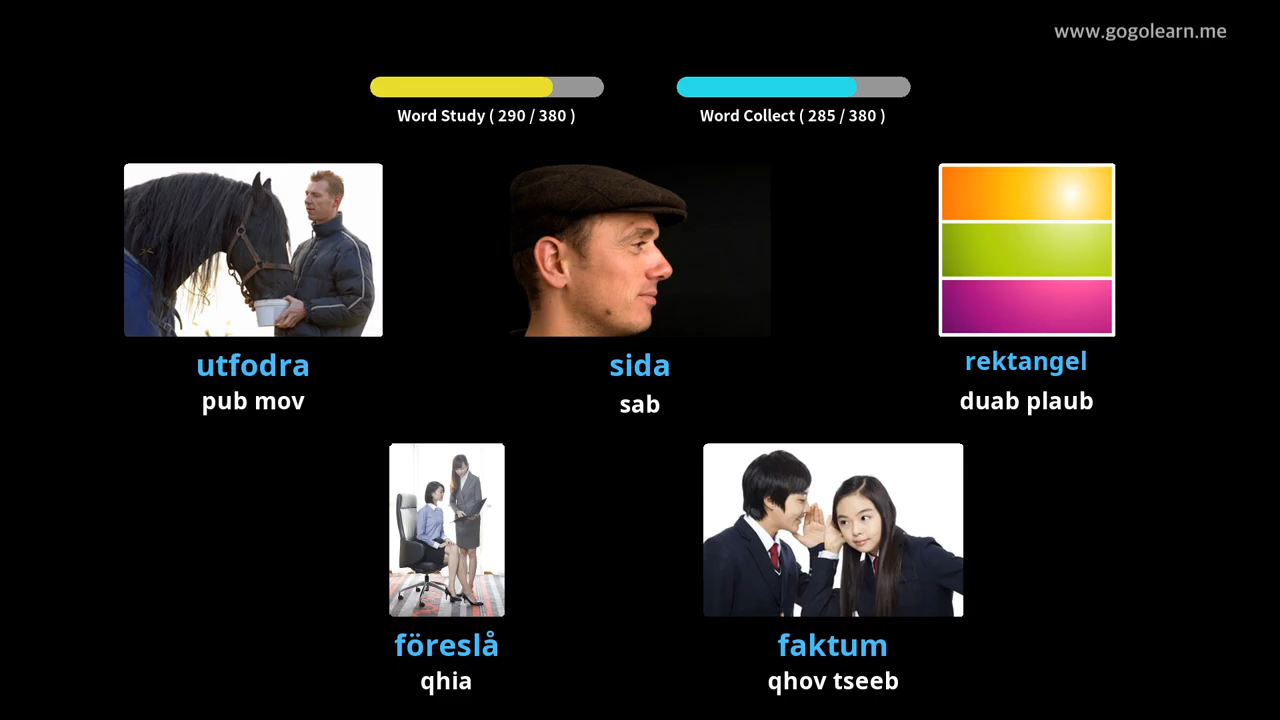 www.gogolearn.me
Word Study ( 290 / 380 )
Word Collect ( 285 / 380 )
utfodra
pub mov
sida
sab
rektangel
duab plaub
föreslå
qhia
faktum
qhov tseeb